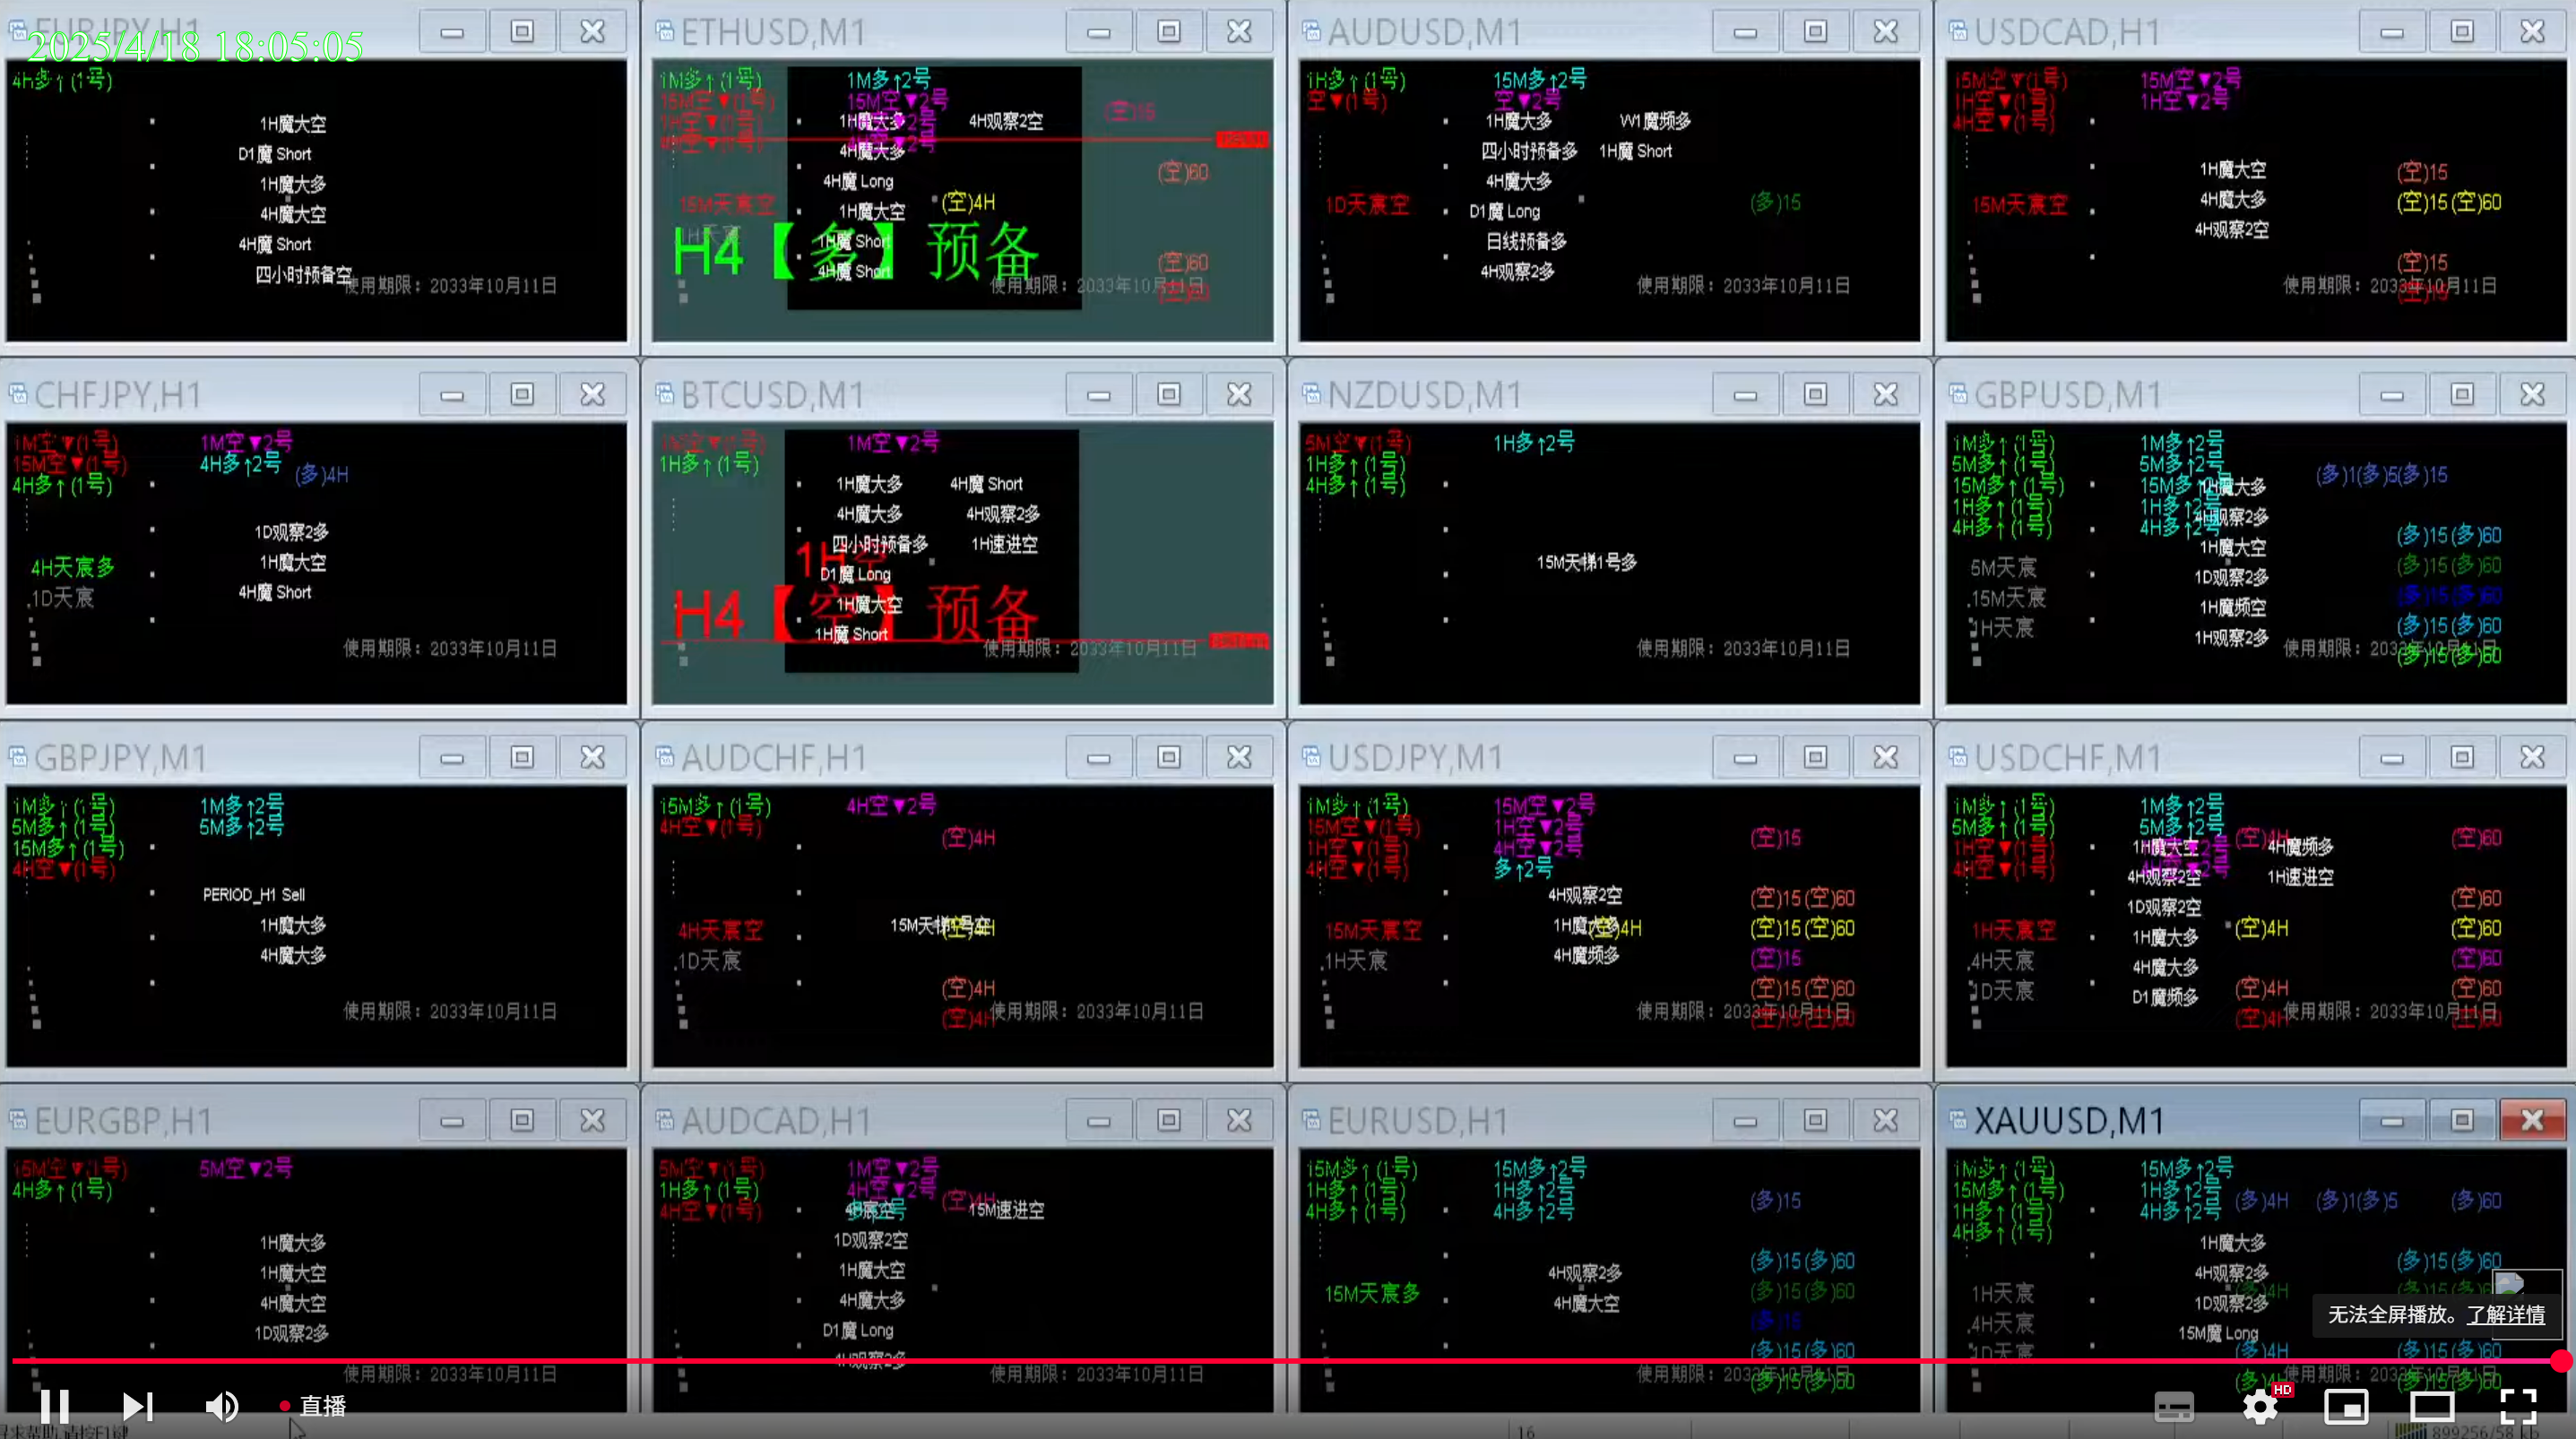 EURJPY,H1
2025/4/18 18:05:05
4H多↑(1号)
1H魔大空
D1魔 Short
1H魔大多
4H魔大空
4H魔 Short
四小时预备空
使用期限：2033年10月11日
ETHUSD,M1
1M多↑(1号) 1M多↑2号
15M空▼(1号) 15M空▼2号 (空)15
1H空▼(1号) 1H魔大多 4H观察2空
4H空▼(1号) 4H空▼2号
4H魔大多
(空)60
4H魔 Long
15M天宸空 (空)4H
1H魔大空
1H天宸 1H魔 Short
H4【多】预备
(空)60
4H魔 Short
使用期限：2033年10月11日
(空)60
AUDUSD,M1
1H多↑(1号) 15M多↑2号
空▼(1号) 空▼2号
1H魔大多 W1魔频多
四小时预备多 1H魔 Short
4H魔大多
1D天宸空 (多)15
D1魔 Long
日线预备多
4H观察2多
使用期限：2033年10月11日
USDCAD,H1
15M空▼(1号) 15M空▼2号
1H空▼(1号) 1H空▼2号
4H空▼(1号)
1H魔大空 (空)15
4H魔大多 (空)15(空)60
15M天宸空
4H观察2空
(空)15
使用期限：2033年10月11日
(空)15
CHFJPY,H1
1M空▼(1号) 1M空▼2号
15M空▼(1号) 4H多↑2号 (多)4H
4H多↑(1号)
1D观察2多
4H天宸多 1H魔大多
.1D天宸 4H魔 Short
使用期限：2033年10月11日
BTCUSD,M1
1M空▼(1号) 1M空▼2号
1H多↑(1号)
1H魔大多 4H魔 Short
4H魔大多 4H观察2多
四小时预备多 1H速进空
1H空
D1魔 Long
1H魔大空
H4【空】预备
1H魔 Short
使用期限：2033年10月11日
NZDUSD,M1
5M空▼(1号) 1H多↑2号
1H多↑(1号)
4H多↑(1号)
15M天梯1号多
使用期限：2033年10月11日
GBPUSD,M1
1M多↑(1号) 1M多↑2号
5M多↑(1号) 5M多↑2号 (多)1(多)5(多)15
15M多↑(1号) 15M多↑2号 1H魔大多
1H多↑(1号) 1H多↑2号 4H观察2多
4H多↑(1号) 4H多↑2号 (多)15(多)60
1H魔大空
5M天宸 1D观察2多 (多)15(多)60
.15M天宸 1H魔频空 (多)15(多)60
1H天宸 1H观察2多 (多)15(多)60
使用期限：2033年10月11日
(多)15(多)60
GBPJPY,M1
1M多↑(1号) 1M多↑2号
5M多↑(1号) 5M多↑2号
15M多↑(1号)
4H空▼(1号)
PERIOD_H1 Sell
1H魔大多
4H魔大多
使用期限：2033年10月11日
AUDCHF,H1
15M多↑(1号) 4H空▼2号
4H空▼(1号) (空)4H
4H天宸空 (空)4H
.1D天宸
(空)4H
(空)4H
使用期限：2033年10月11日
USDJPY,M1
1M多↑(1号) 15M空▼2号
15M空▼(1号) 1H空▼2号 (空)15
1H空▼(1号) 4H空▼2号
4H空▼(1号) 多↑2号
4H观察2空 (空)15(空)60
15M天宸空 1H魔大多 (空)4H (空)15(空)60
.1H天宸 4H魔频多 (空)15
(空)15(空)60
使用期限：2033年10月11日
(空)15(空)60
USDCHF,M1
1M多↑(1号) 1M多↑2号
5M多↑(1号) 5M多↑2号 (空)4H (空)60
1H空▼(1号) 1H魔大空 4H魔频多
4H空▼(1号) 4H观察2空 1H速进空
1D观察2空 (空)60
1H天宸空 1H魔大多 (空)4H (空)60
.4H天宸 4H魔大多 (空)60
1D天宸 D1魔频多 (空)4H (空)60
(空)4H
使用期限：2033年10月11日
(空)60
EURGBP,H1
15M空▼(1号) 5M空▼2号
4H多↑(1号)
1H魔大多
1H魔大空
4H魔大空
1D观察2多
使用期限：2033年10月11日
AUDCAD,H1
5M空▼(1号) 1M空▼2号
1H多↑(1号) 4H空▼2号 (空)4H
4H空▼(1号) 15M速进空
1D观察2空
1H魔大空
4H魔大多
D1魔 Long
4H观察2多
使用期限：2033年10月11日
EURUSD,H1
15M多↑(1号) 15M多↑2号
1H多↑(1号) 1H多↑2号 (多)15
4H多↑(1号) 4H多↑2号
(多)15(多)60
4H观察2多
15M天宸多 (多)15(多)60
4H魔大空
(多)15
(多)15(多)60
使用期限：2033年10月11日
(多)15(多)60
XAUUSD,M1
1M多↑(1号) 15M多↑2号
15M多↑(1号) 1H多↑2号 (多)4H (多)1(多)5 (多)60
1H多↑(1号) 4H多↑2号
4H多↑(1号)
1H魔大多
4H观察2多 (多)15(多)60
1H天宸 (多)4H
1D观察2多
.4H天宸 15M魔 Long
1D天宸 (多)4H (多)15(多)60
(多)4H
使用期限：2033年10月11日
(多)15(多)60
无法全屏播放。了解详情
直播
HD
16
899256/58 kb